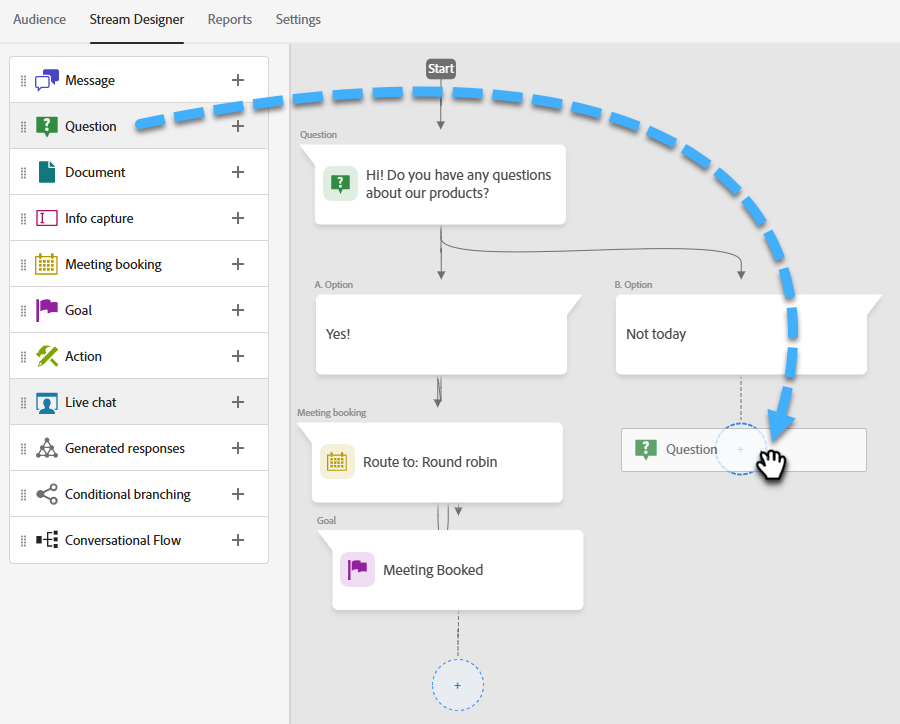 Audience
Stream Designer
Reports
Settings
Message
Question
Document
Info capture
Meeting booking
Goal
Action
Live chat
Generated responses
Conditional branching
Conversational Flow
Start
Question
Hi! Do you have any questions
about our products?
A. Option
Yes!
B. Option
Not today
Meeting booking
Route to: Round robin
Question
Goal
Meeting Booked